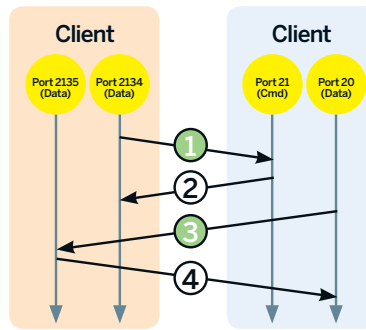 Client
Client
Port 2135
(Data)
Port 2134
(Data)
Port 21
(Cmd)
Port 20
(Data)
1
2
3
4